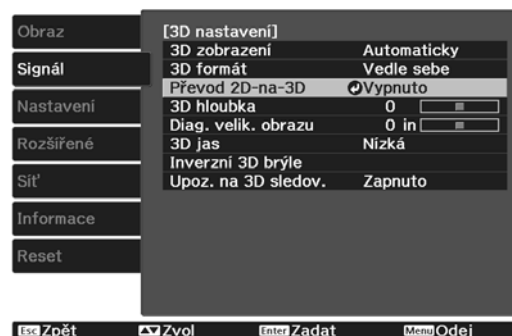 Obraz
Signál
Nastavení
Rozšířené
Síť
Informace
Reset
[3D nastavení]
3D zobrazení Automaticky
3D formát Vedle sebe
Převod 2D-na-3D Vypnuto
3D hloubka 0
Diag. velik. obrazu 0 in
3D jas Nízká
Inverzní 3D brýle
Upoz. na 3D sledov. Zapnuto
Esc Zpět Zvol Enter Zadat Menu Odej